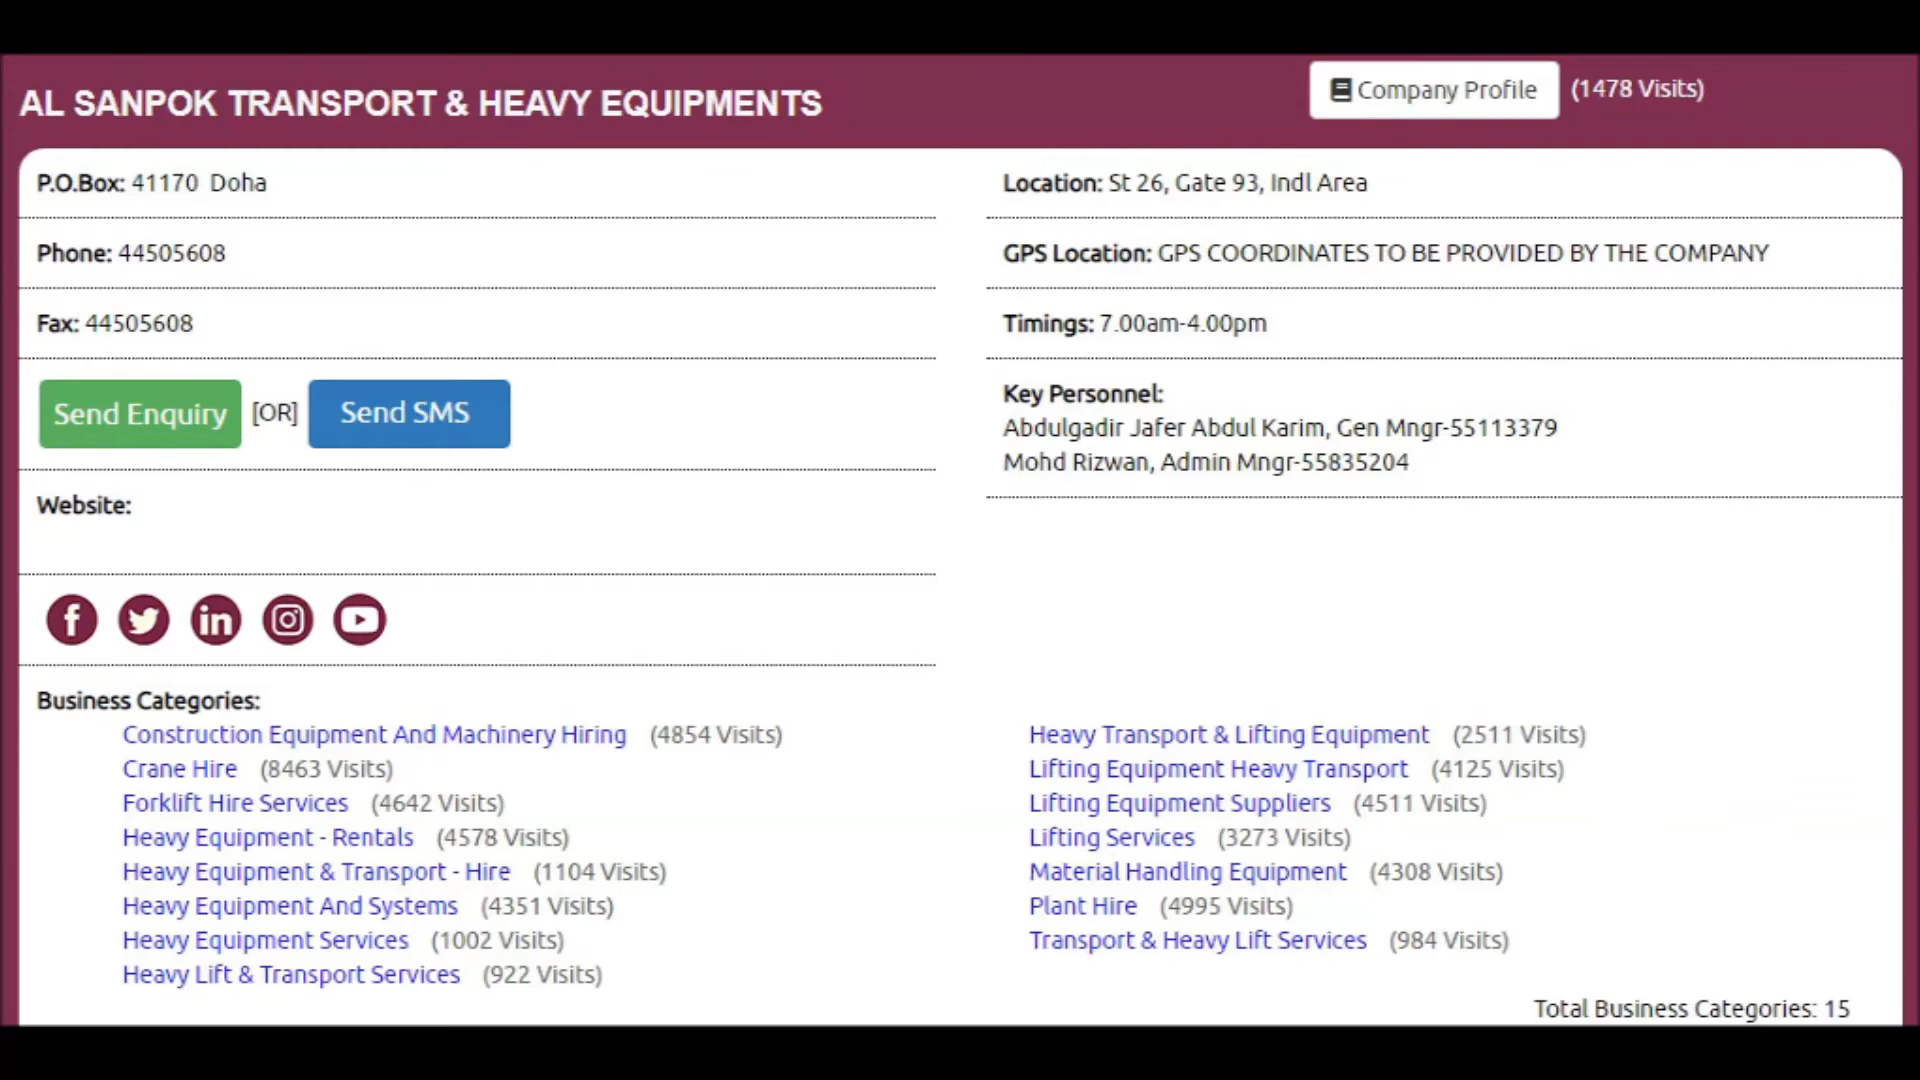 AL SANPOK TRANSPORT & HEAVY EQUIPMENTS
Company Profile (1478 Visits)
P.O.Box: 41170 Doha
Phone: 44505608
Fax: 44505608
Send Enquiry [OR] Send SMS
Website:
Location: St 26, Gate 93, Indl Area
GPS Location: GPS COORDINATES TO BE PROVIDED BY THE COMPANY
Timings: 7.00am-4.00pm
Key Personnel:
Abdulgadir Jafer Abdul Karim, Gen Mngr-55113379
Mohd Rizwan, Admin Mngr-55835204
Business Categories:
Construction Equipment And Machinery Hiring (4854 Visits)
Crane Hire (8463 Visits)
Forklift Hire Services (4642 Visits)
Heavy Equipment - Rentals (4578 Visits)
Heavy Equipment & Transport - Hire (1104 Visits)
Heavy Equipment And Systems (4351 Visits)
Heavy Equipment Services (1002 Visits)
Heavy Lift & Transport Services (922 Visits)
Heavy Transport & Lifting Equipment (2511 Visits)
Lifting Equipment Heavy Transport (4125 Visits)
Lifting Equipment Suppliers (4511 Visits)
Lifting Services (3273 Visits)
Material Handling Equipment (4308 Visits)
Plant Hire (4995 Visits)
Transport & Heavy Lift Services (984 Visits)
Total Business Categories: 15